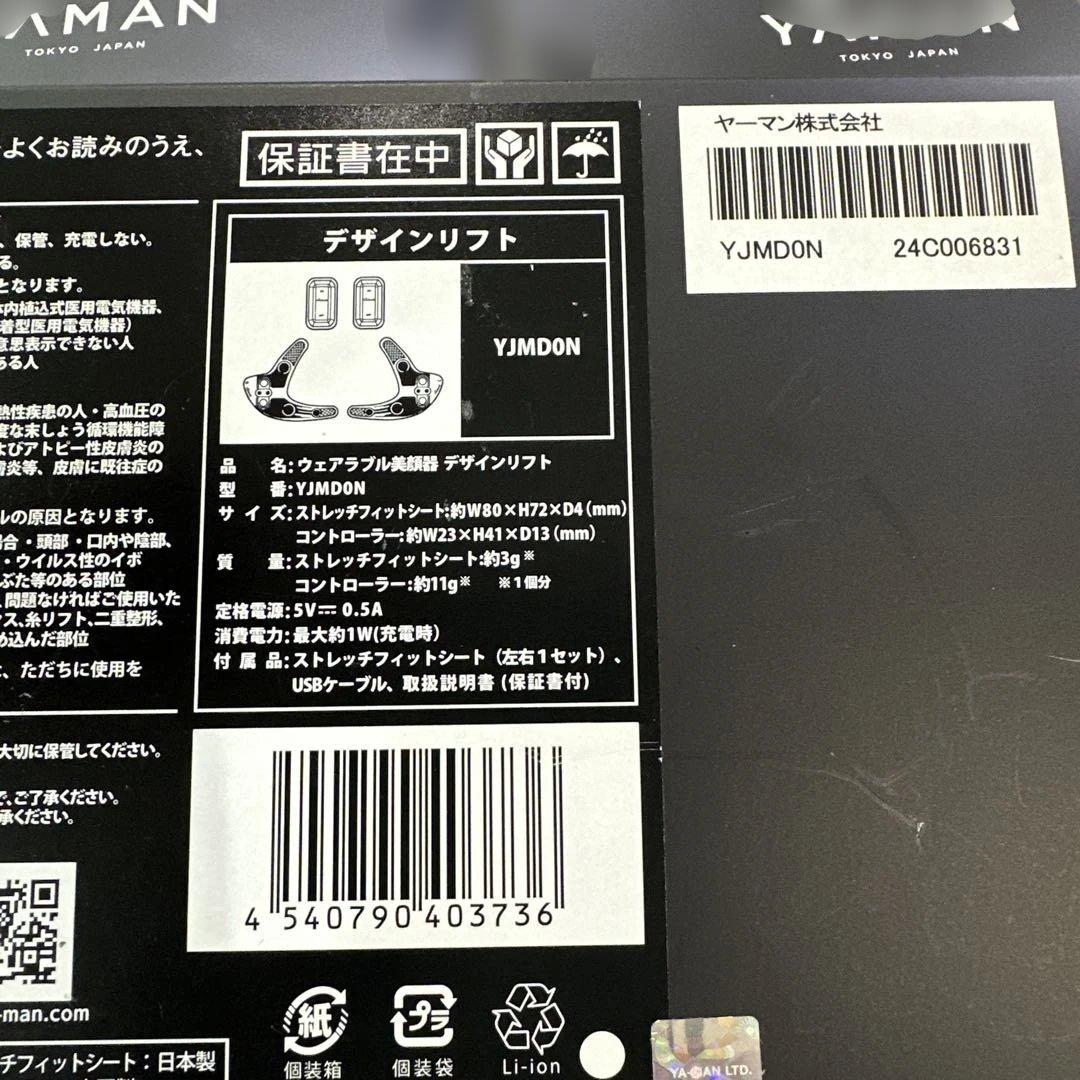 YAMAN
TOKYO JAPAN
TOKYO JAPAN
よくお読みのうえ、
保証書在中
、保管、充電しない。
る。
となります。
体内植込式医用電気機器、
着型医用電気機器）
意思表示できない人
ある人
熱性疾患の人・高血圧の
度な末しょう循環機能障
よびアトピー性皮膚炎の
膚炎等、皮膚に既往症の
ルの原因となります。
場合・頭部・口内や陰部、
・ウイルス性のイボ
ぶた等のある部位
、問題なければご使用いた
ス、糸リフト、二重整形、
め込んだ部位
、ただちに使用を
大切に保管してください。
で、ご了承ください。
承ください。
-man.com
チフィットシート：日本製
デザインリフト
YJMD0N
品 名：ウェアラブル美顔器 デザインリフト
型 番：YJMD0N
サイズ：ストレッチフィットシート：約W80×H72×D4（mm）
コントローラー：約W23×H41×D13（mm）
質 量：ストレッチフィットシート：約3g※
コントローラー：約11g※ ※1個分
定格電源：5V⎓ 0.5A
消費電力：最大約1W(充電時)
付属品：ストレッチフィットシート（左右1セット）、
USBケーブル、取扱説明書（保証書付）
4 540790 403736
紙
個装箱
プラ
個装袋
Li-ion
ヤーマン株式会社
YJMD0N 24C006831
YA-MAN LTD.